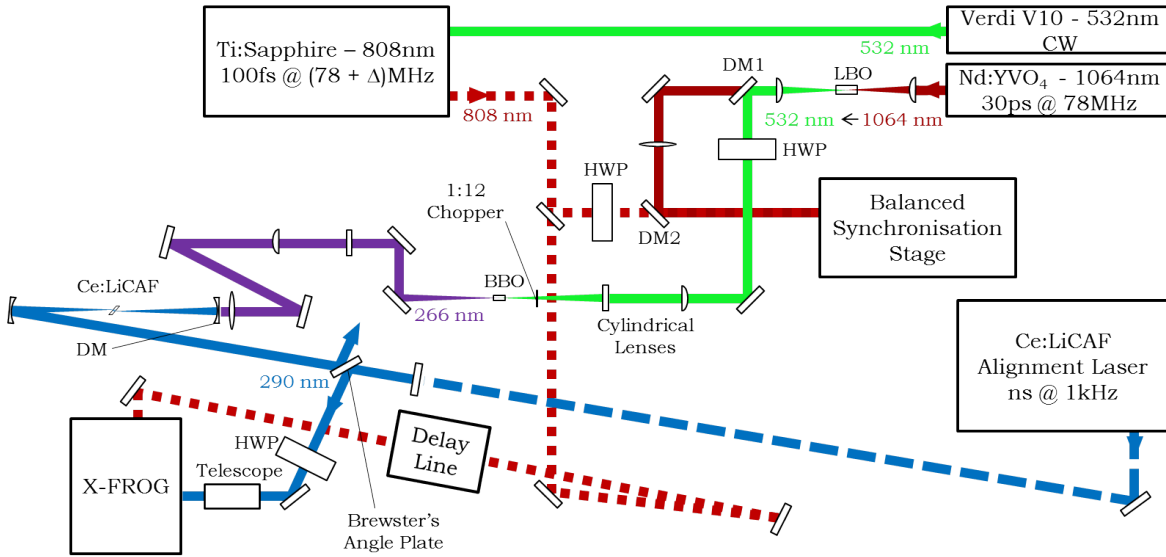 Ti:Sapphire – 808nm
100fs @ (78 + Δ)MHz
Verdi V10 - 532nm
CW
532 nm
Nd:YVO₄ - 1064nm
30ps @ 78MHz
DM1
LBO
808 nm
532 nm ← 1064 nm
HWP
HWP
1:12
Chopper
DM2
Balanced
Synchronisation
Stage
BBO
Ce:LiCAF
266 nm
Cylindrical
Lenses
DM
Ce:LiCAF
Alignment Laser
ns @ 1kHz
290 nm
Delay
Line
HWP
Telescope
X-FROG
Brewster's
Angle Plate